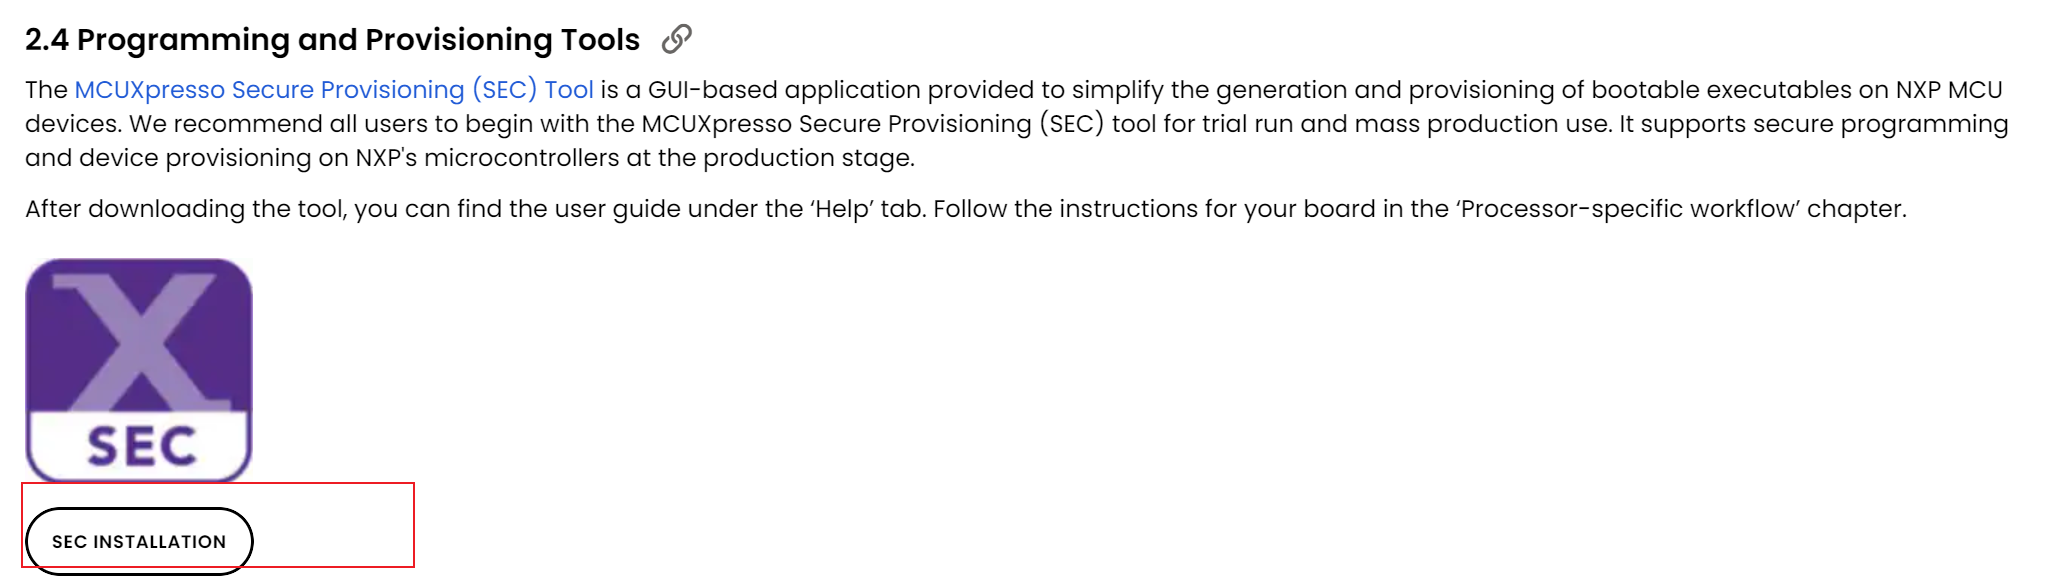 2.4 Programming and Provisioning Tools
The MCUXpresso Secure Provisioning (SEC) Tool is a GUI-based application provided to simplify the generation and provisioning of bootable executables on NXP MCU
devices. We recommend all users to begin with the MCUXpresso Secure Provisioning (SEC) tool for trial run and mass production use. It supports secure programming
and device provisioning on NXP's microcontrollers at the production stage.
After downloading the tool, you can find the user guide under the ‘Help’ tab. Follow the instructions for your board in the ‘Processor-specific workflow’ chapter.
X
SEC
SEC INSTALLATION